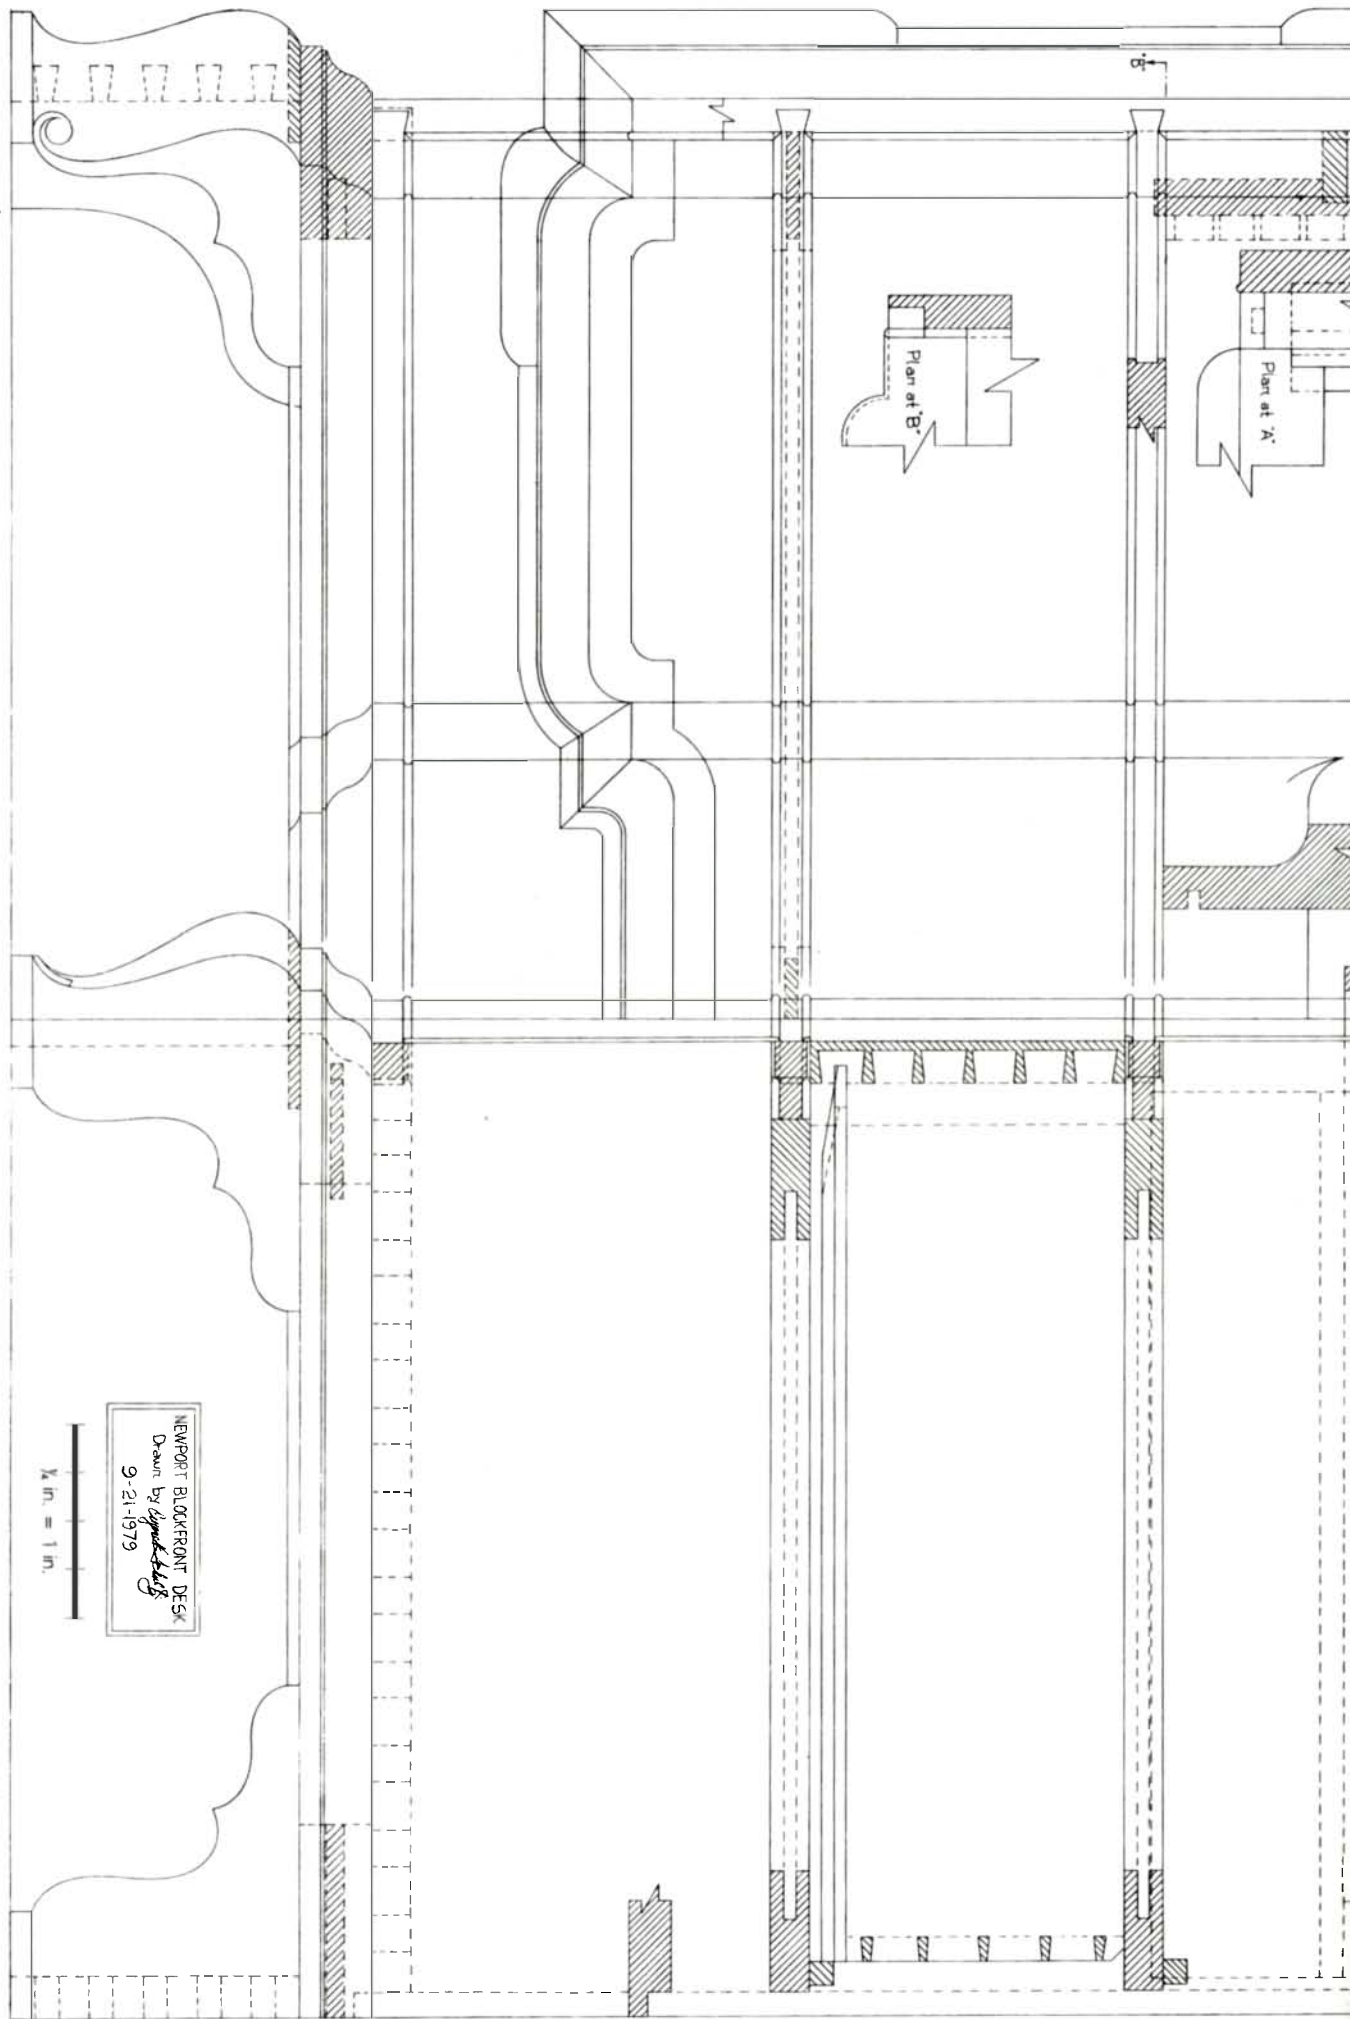 "B"
Plan at "B"
Plan at "A"
NEWPORT BLOCKFRONT DESK
Drawn by
9-21-1979
¼ in. = 1 in.